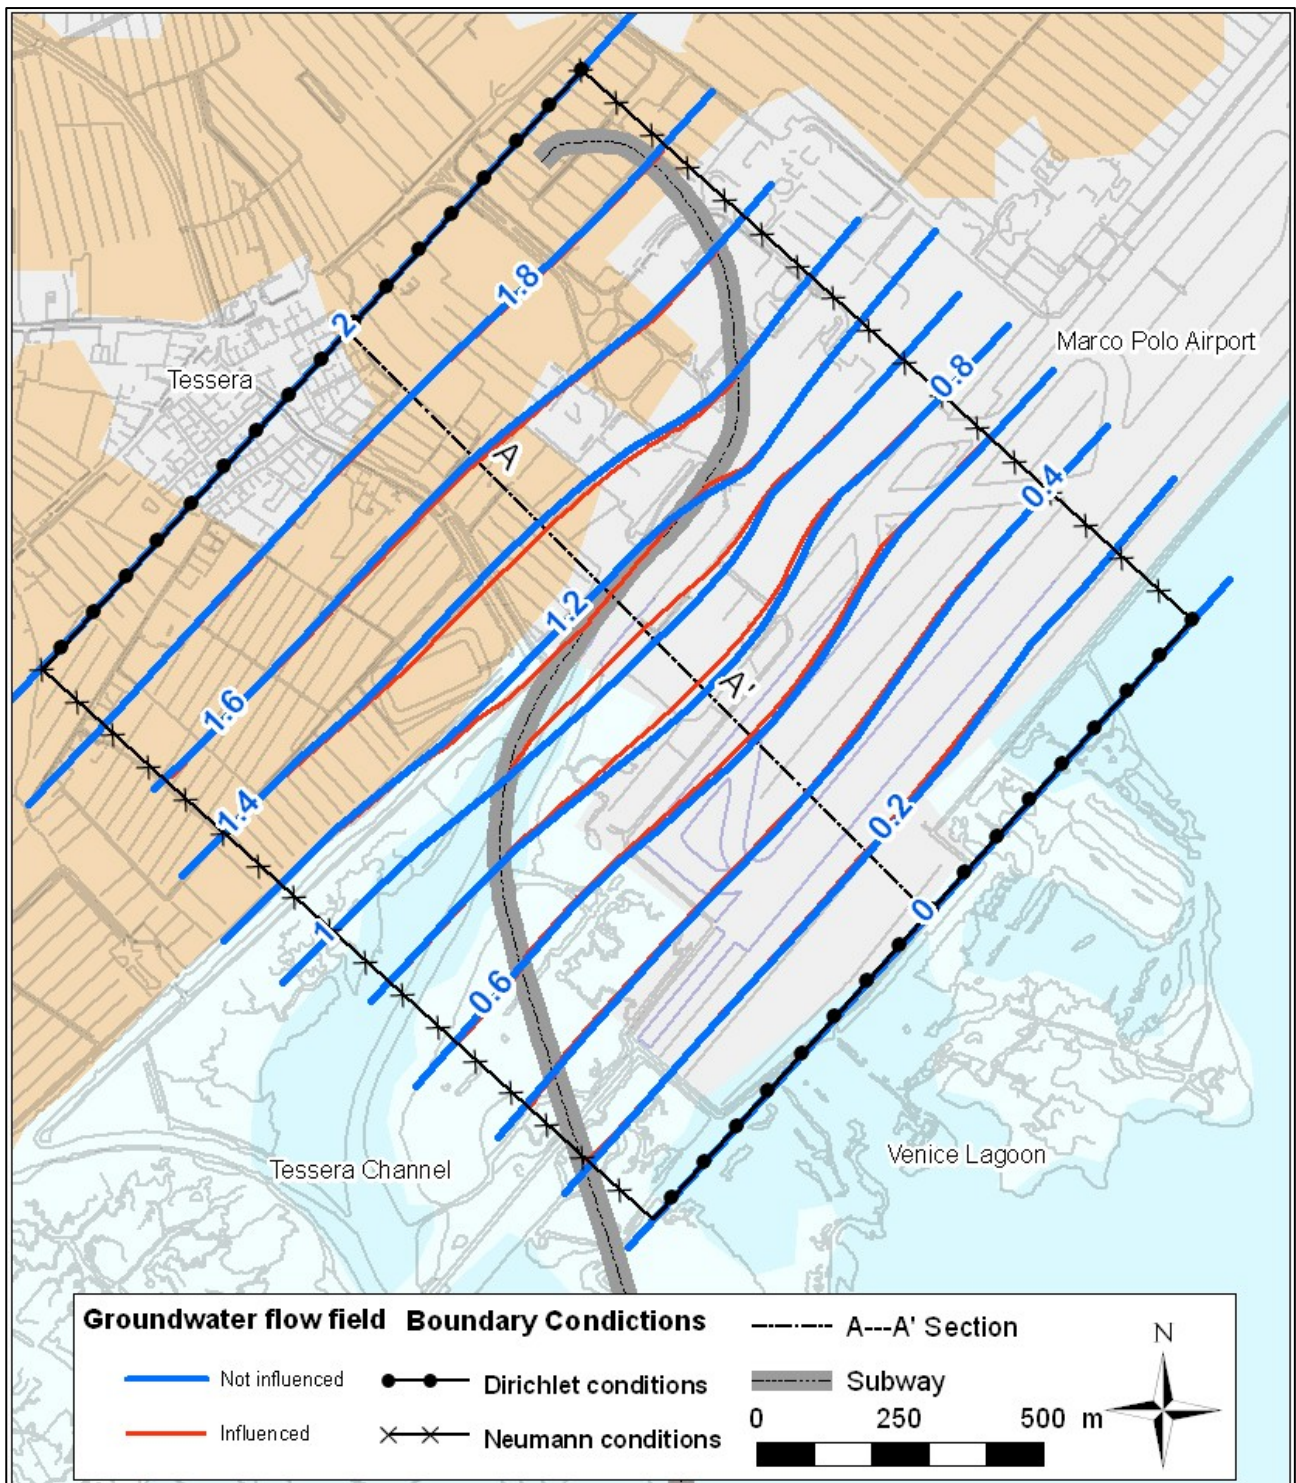 1.8
2
Tessera
Marco Polo Airport
0.8
A
0.4
1.2
A'
1.6
1.4
0.2
0
1
0.6
Venice Lagoon
Tessera Channel
Groundwater flow field
Not influenced
Influenced
Boundary Condictions
Dirichlet conditions
Neumann conditions
A---A' Section
Subway
0 250 500 m
N